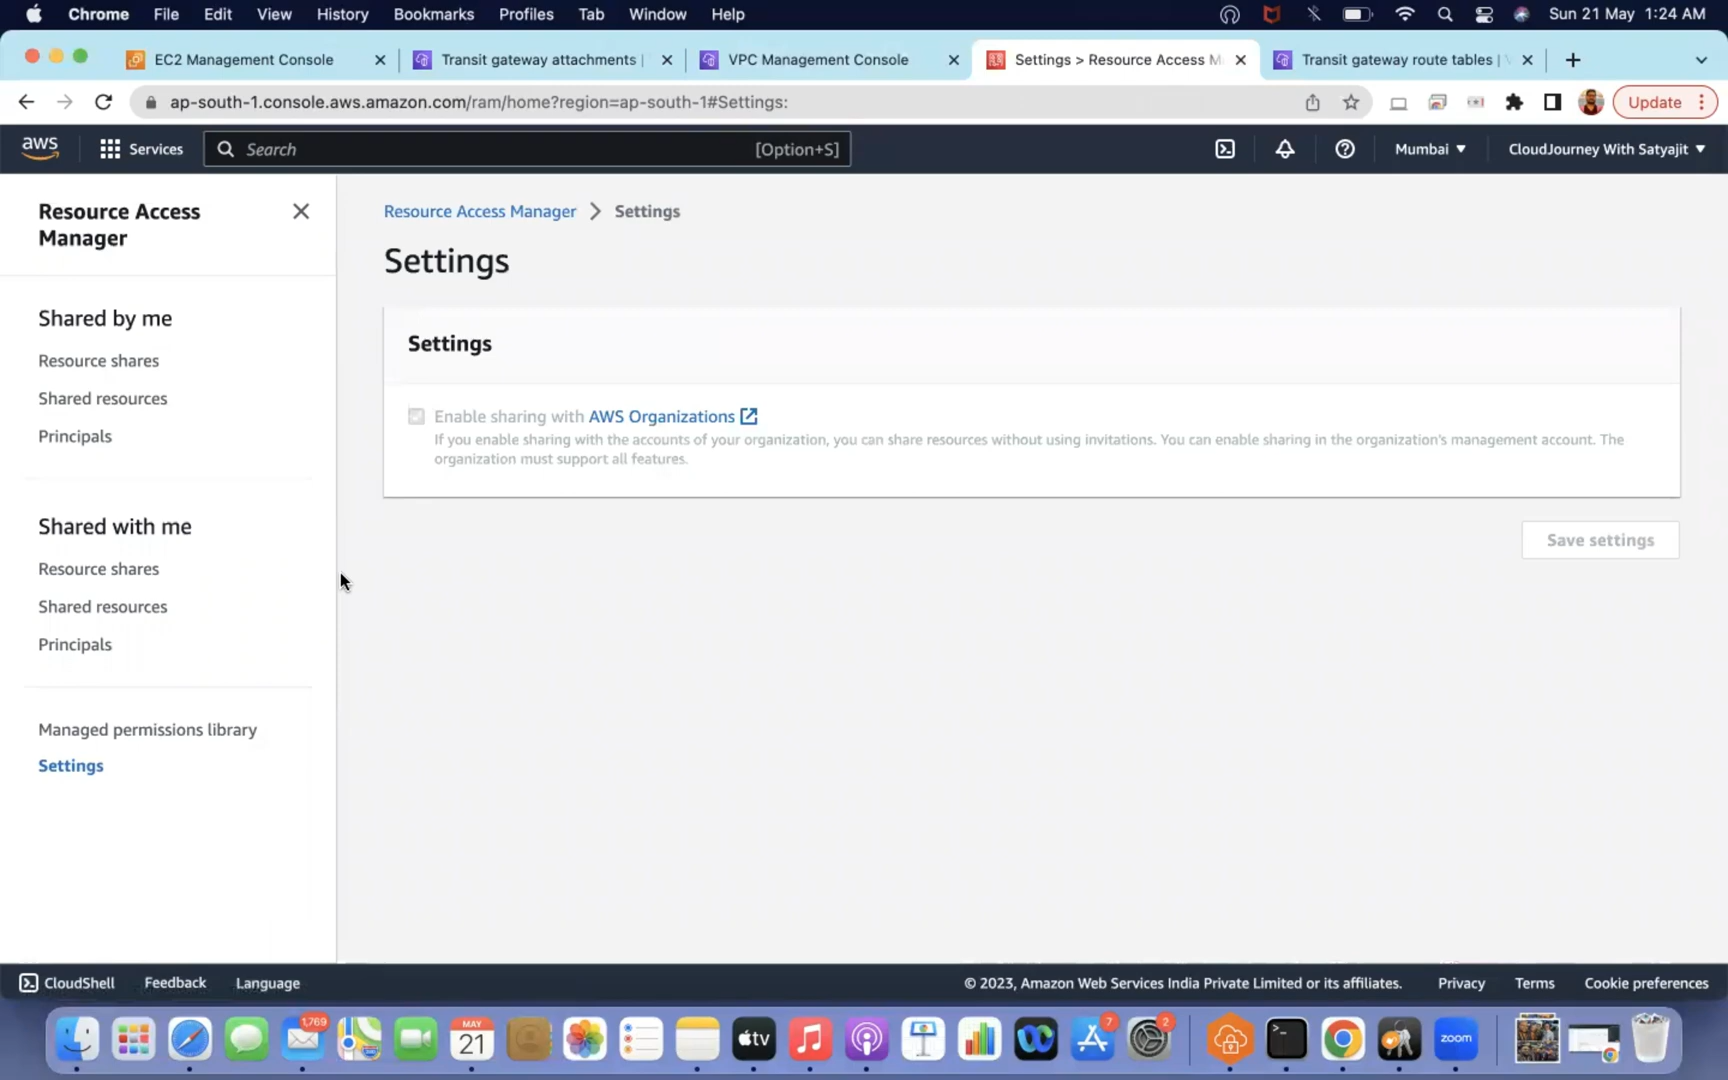 Chrome File Edit View History Bookmarks Profiles Tab Window Help Sun 21 May 1:24 AM
EC2 Management Console Transit gateway attachments | VPC Management Console Settings > Resource Access M Transit gateway route tables |
ap-south-1.console.aws.amazon.com/ram/home?region=ap-south-1#Settings: Update
aws Services Search [Option+S] Mumbai CloudJourney With Satyajit
Resource Access
Manager
Resource Access Manager > Settings
Settings
Shared by me
Resource shares
Shared resources
Principals
Shared with me
Resource shares
Shared resources
Principals
Managed permissions library
Settings
Settings
Enable sharing with AWS Organizations
If you enable sharing with the accounts of your organization, you can share resources without using invitations. You can enable sharing in the organization's management account. The
organization must support all features.
Save settings
CloudShell Feedback Language © 2023, Amazon Web Services India Private Limited or its affiliates. Privacy Terms Cookie preferences
1,769 MAY 21 tv 7 2 zoom